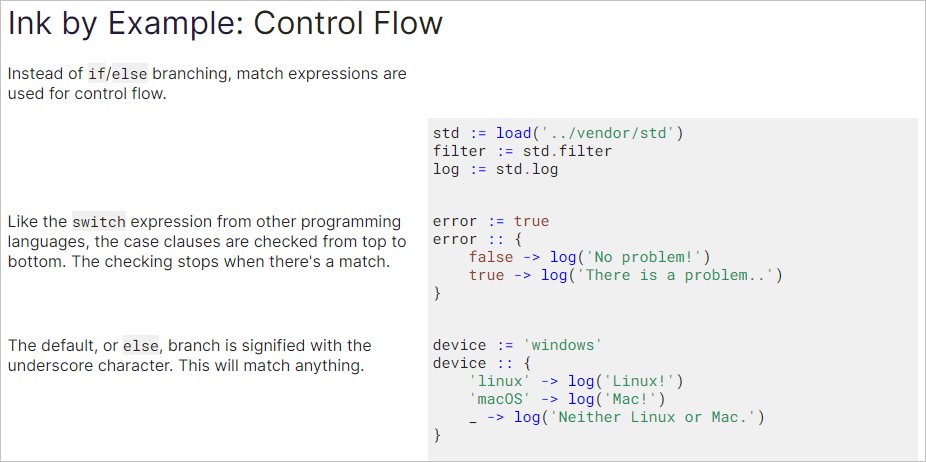 Ink by Example: Control Flow
Instead of if/else branching, match expressions are
used for control flow.
std := load('../vendor/std')
filter := std.filter
log := std.log
Like the switch expression from other programming
languages, the case clauses are checked from top to
bottom. The checking stops when there's a match.
error := true
error :: {
    false -> log('No problem!')
    true -> log('There is a problem..')
}
The default, or else, branch is signified with the
underscore character. This will match anything.
device := 'windows'
device :: {
    'linux' -> log('Linux!')
    'macOS' -> log('Mac!')
    _ -> log('Neither Linux or Mac.')
}